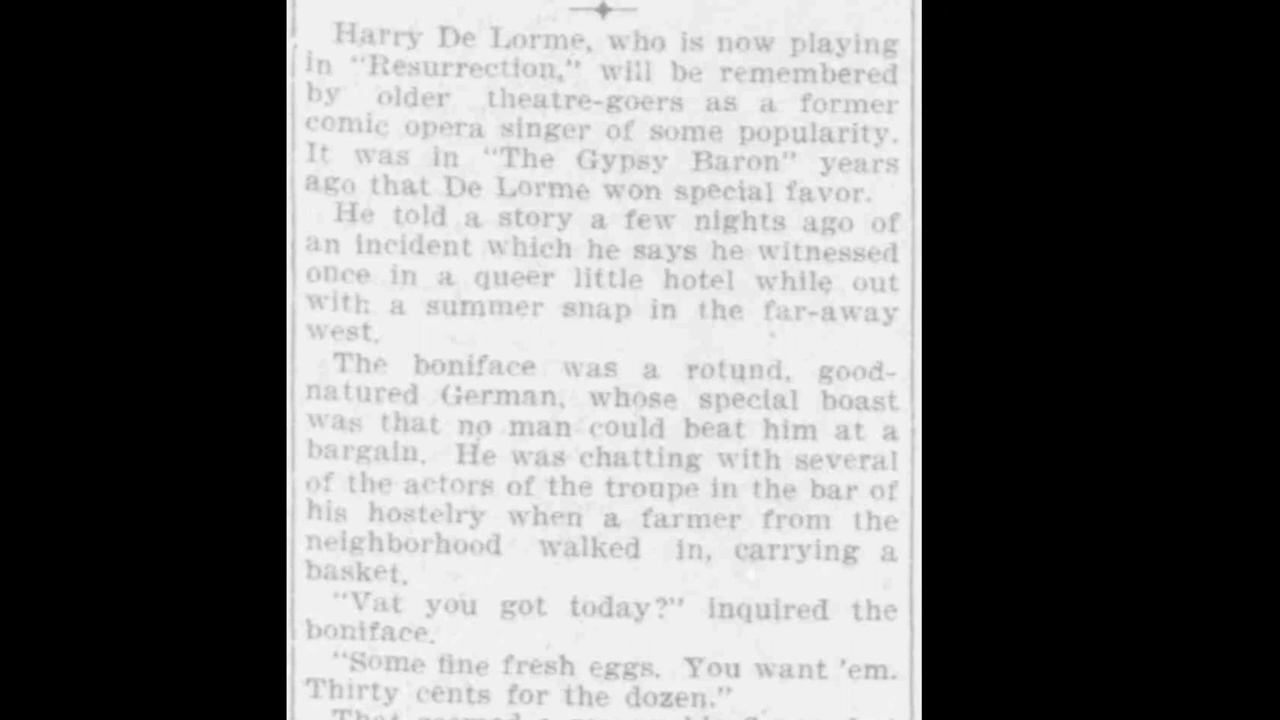 Harry De Lorme, who is now playing
in "Resurrection," will be remembered
by older theatre-goers as a former
comic opera singer of some popularity.
It was in "The Gypsy Baron" years
ago that De Lorme won special favor.
He told a story a few nights ago of
an incident which he says he witnessed
once in a queer little hotel while out
with a summer snap in the far-away
west.
The boniface was a rotund, good-
natured German, whose special boast
was that no man could beat him at a
bargain. He was chatting with several
of the actors of the troupe in the bar of
his hostelry when a farmer from the
neighborhood walked in, carrying a
basket.
"Vat you got today?" inquired the
boniface.
"Some fine fresh eggs. You want 'em.
Thirty cents for the dozen."
That seemed a